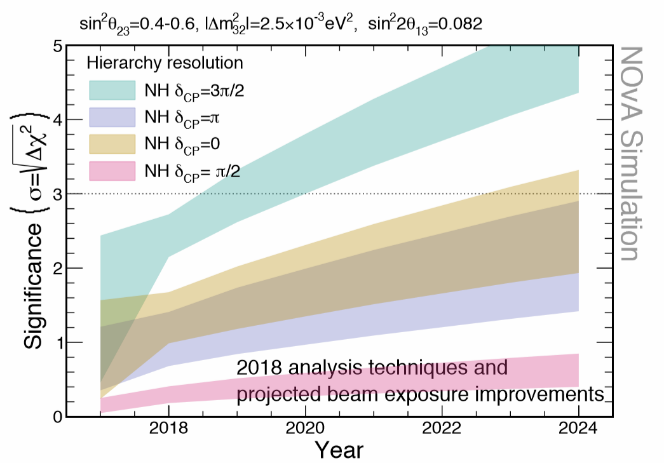 sin²θ₂₃=0.4-0.6, |Δm²₃₂|=2.5×10⁻³eV², sin²2θ₁₃=0.082
Hierarchy resolution
NH δCP=3π/2
NH δCP=π
NH δCP=0
NH δCP= π/2
5
4
3
2
1
0
Significance ( σ=√Δχ² )
2018 analysis techniques and
projected beam exposure improvements
2018
2020
2022
2024
Year
NOvA Simulation